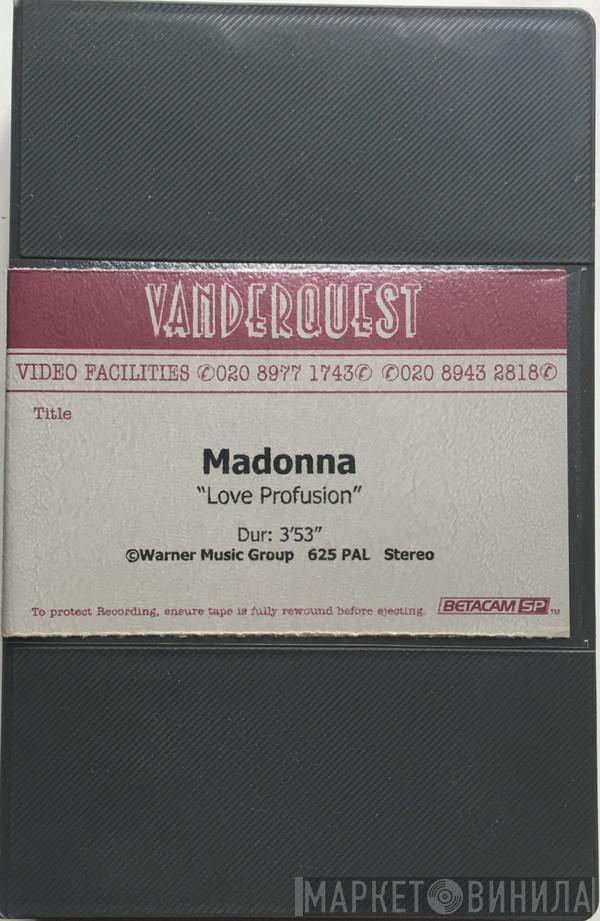 VANDERQUEST
VIDEO FACILITIES ✆020 8977 1743✆ ✆020 8943 2818✆
Title
Madonna
“Love Profusion”
Dur: 3’53”
©Warner Music Group 625 PAL Stereo
To protect Recording, ensure tape is fully rewound before ejecting. BETACAM SP™
МАРКЕТ ВИНИЛА